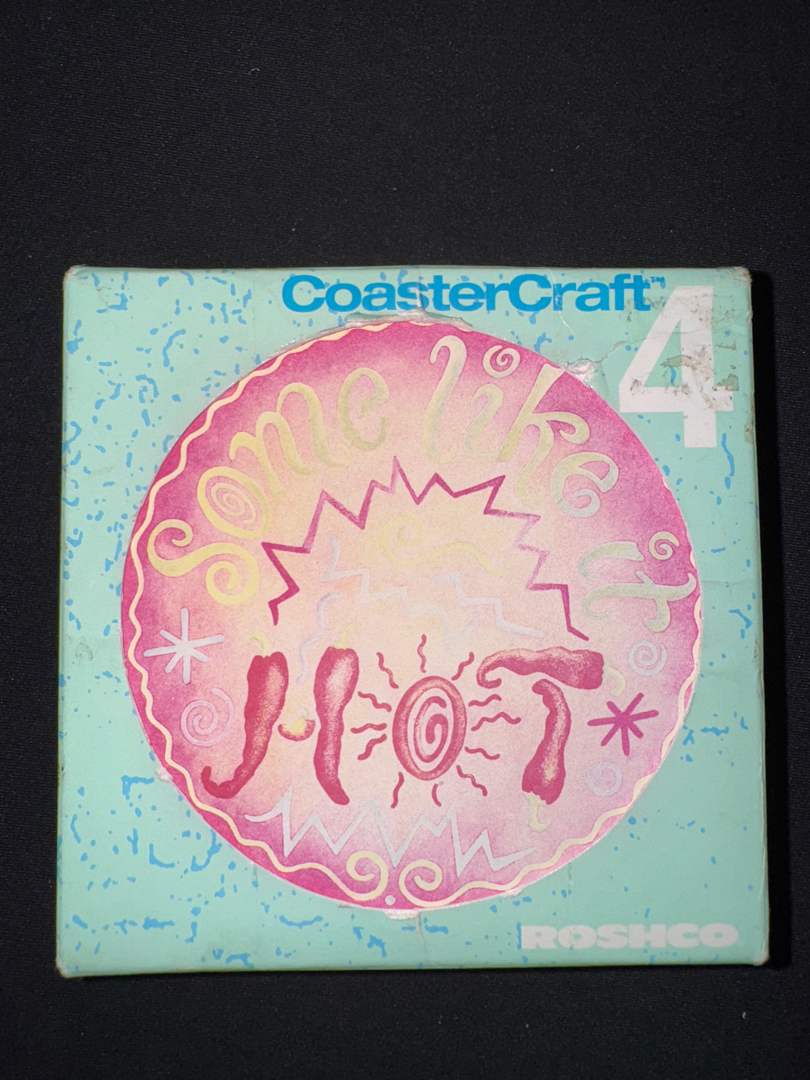 CoasterCraft™
4
Some like it
HOT
ROSHCO